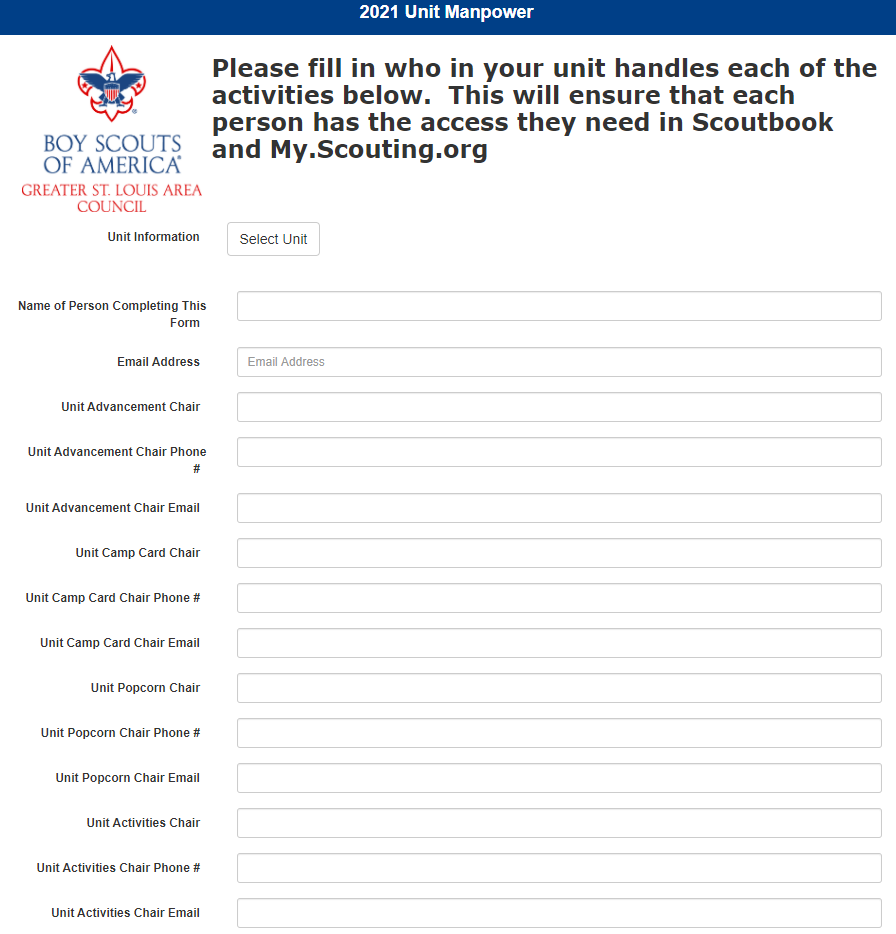 2021 Unit Manpower
BOY SCOUTS
OF AMERICA®
GREATER ST. LOUIS AREA
COUNCIL
Please fill in who in your unit handles each of the
activities below.  This will ensure that each
person has the access they need in Scoutbook
and My.Scouting.org
Unit Information
Select Unit
Name of Person Completing This
Form
Email Address
Email Address
Unit Advancement Chair
Unit Advancement Chair Phone
#
Unit Advancement Chair Email
Unit Camp Card Chair
Unit Camp Card Chair Phone #
Unit Camp Card Chair Email
Unit Popcorn Chair
Unit Popcorn Chair Phone #
Unit Popcorn Chair Email
Unit Activities Chair
Unit Activities Chair Phone #
Unit Activities Chair Email